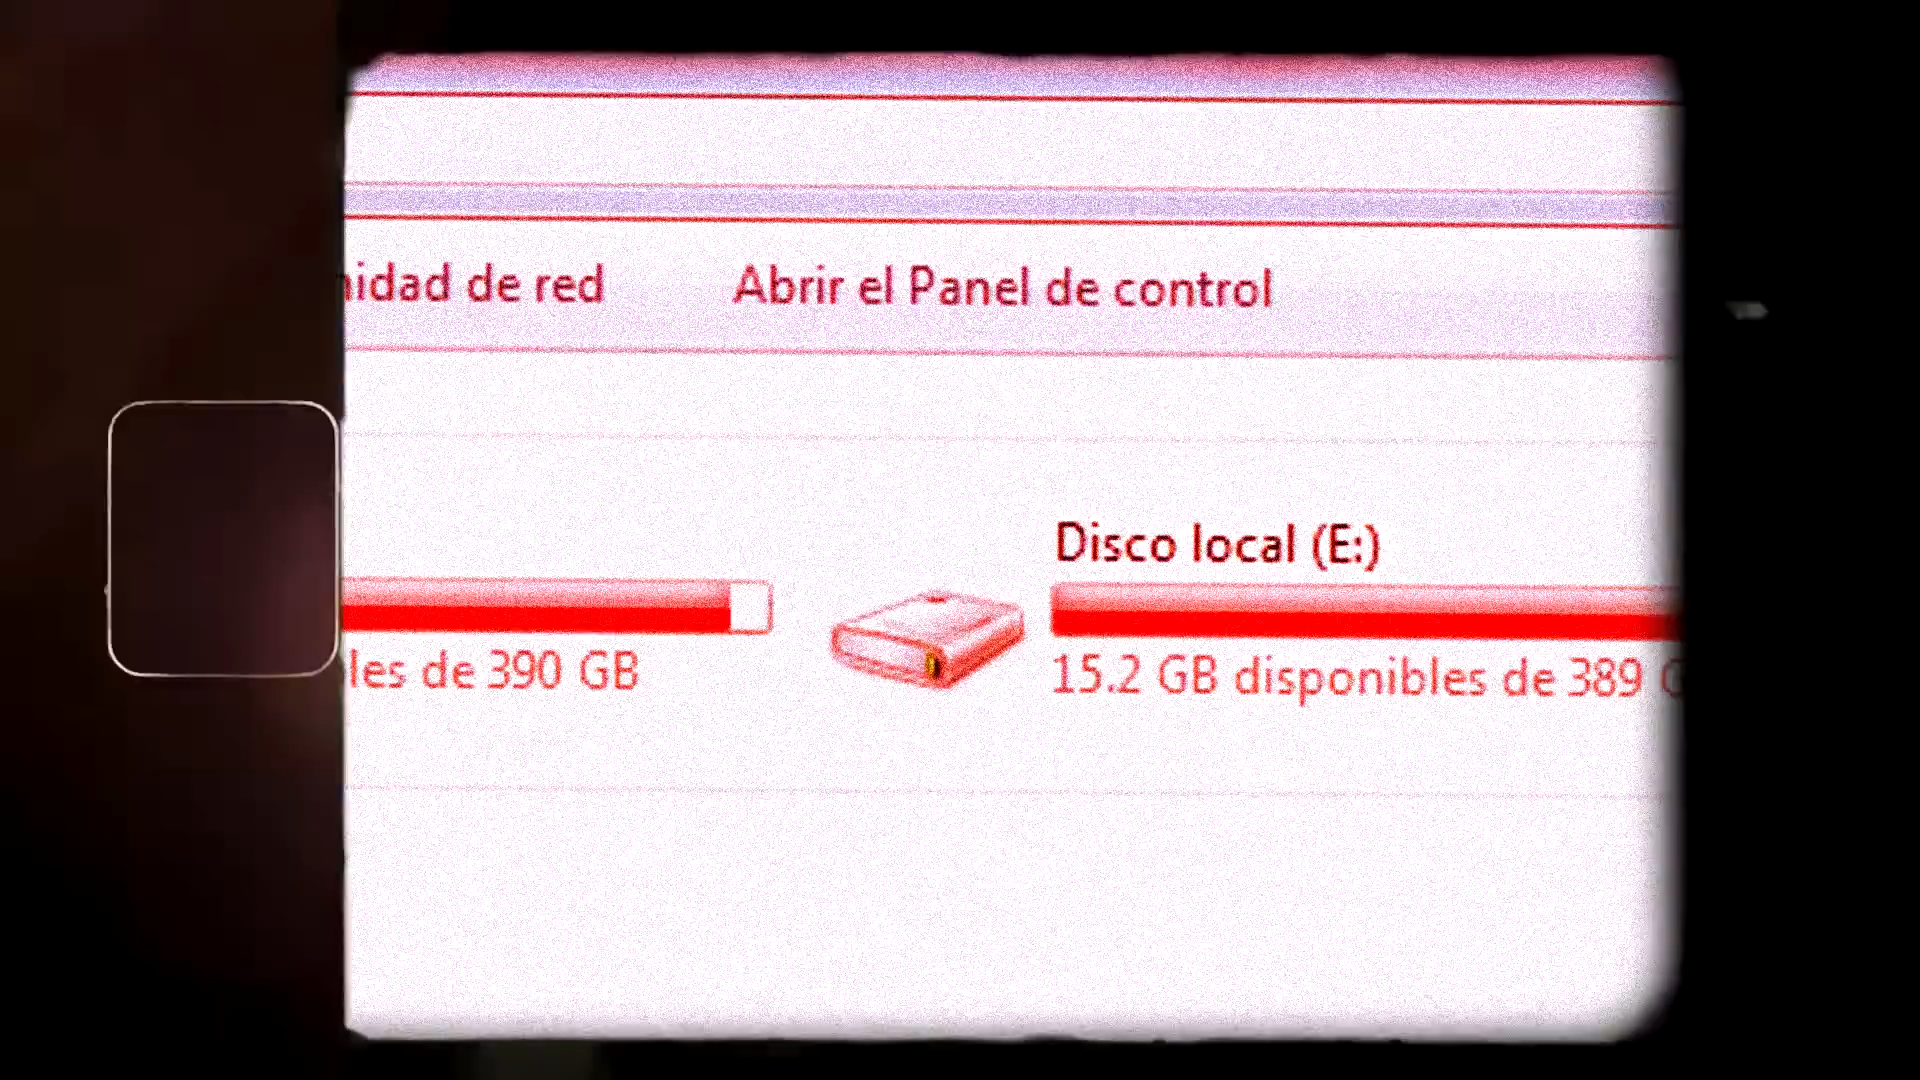 nidad de red Abrir el Panel de control
Disco local (E:)
les de 390 GB 15.2 GB disponibles de 389 G